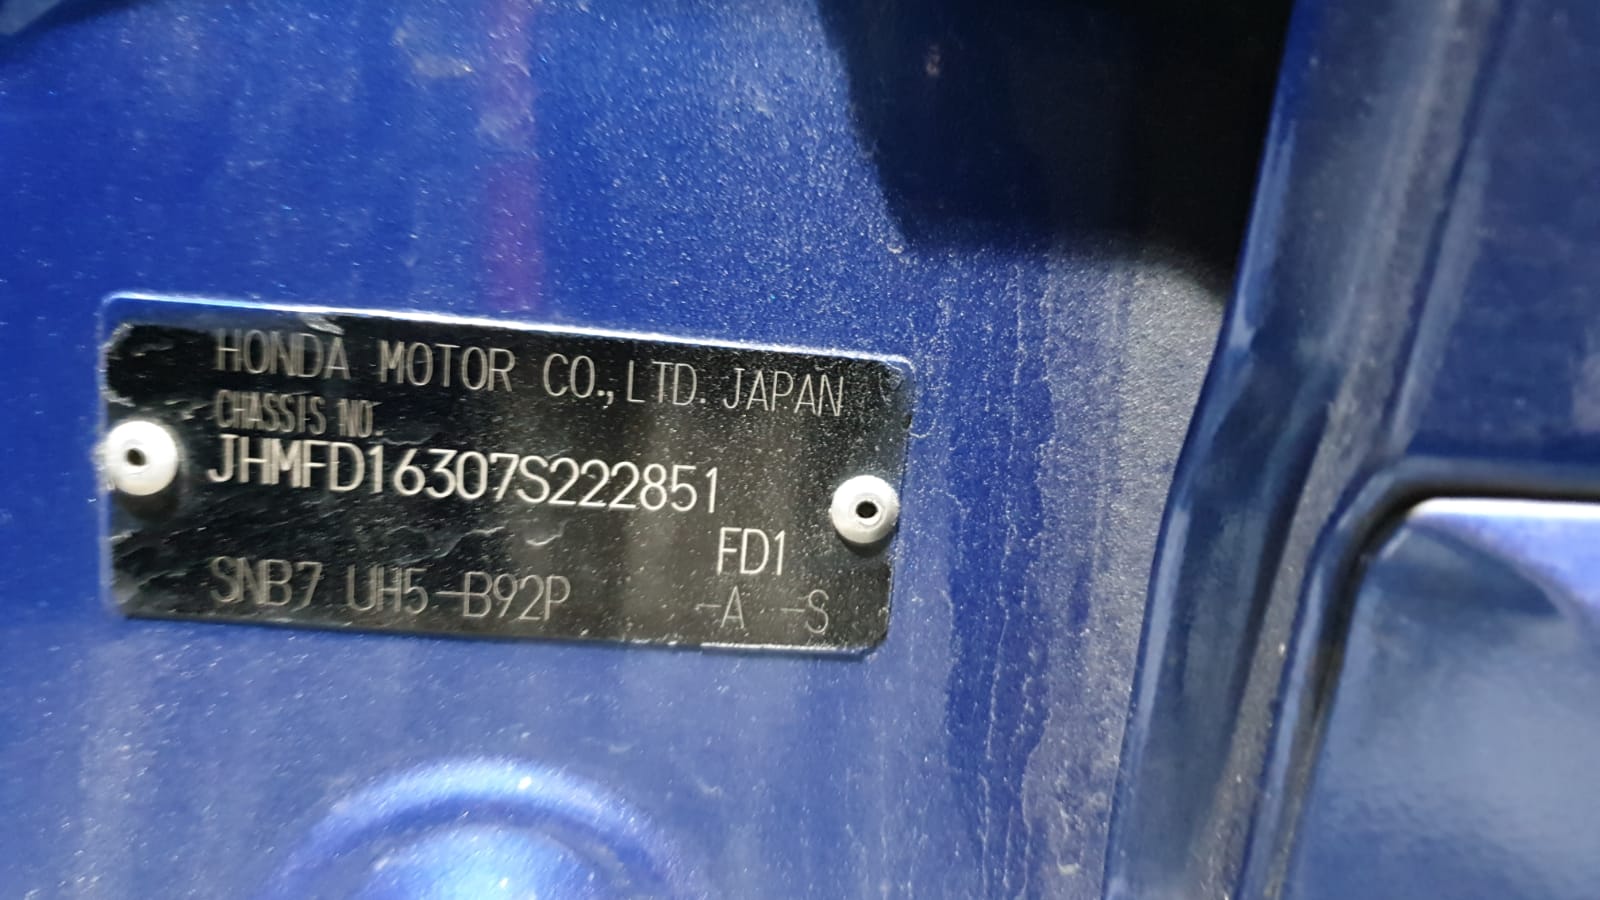 HONDA MOTOR CO., LTD. JAPAN
CHASSIS NO.
JHMFD16307S222851
FD1
SNB7 UH5-B92P -A -S